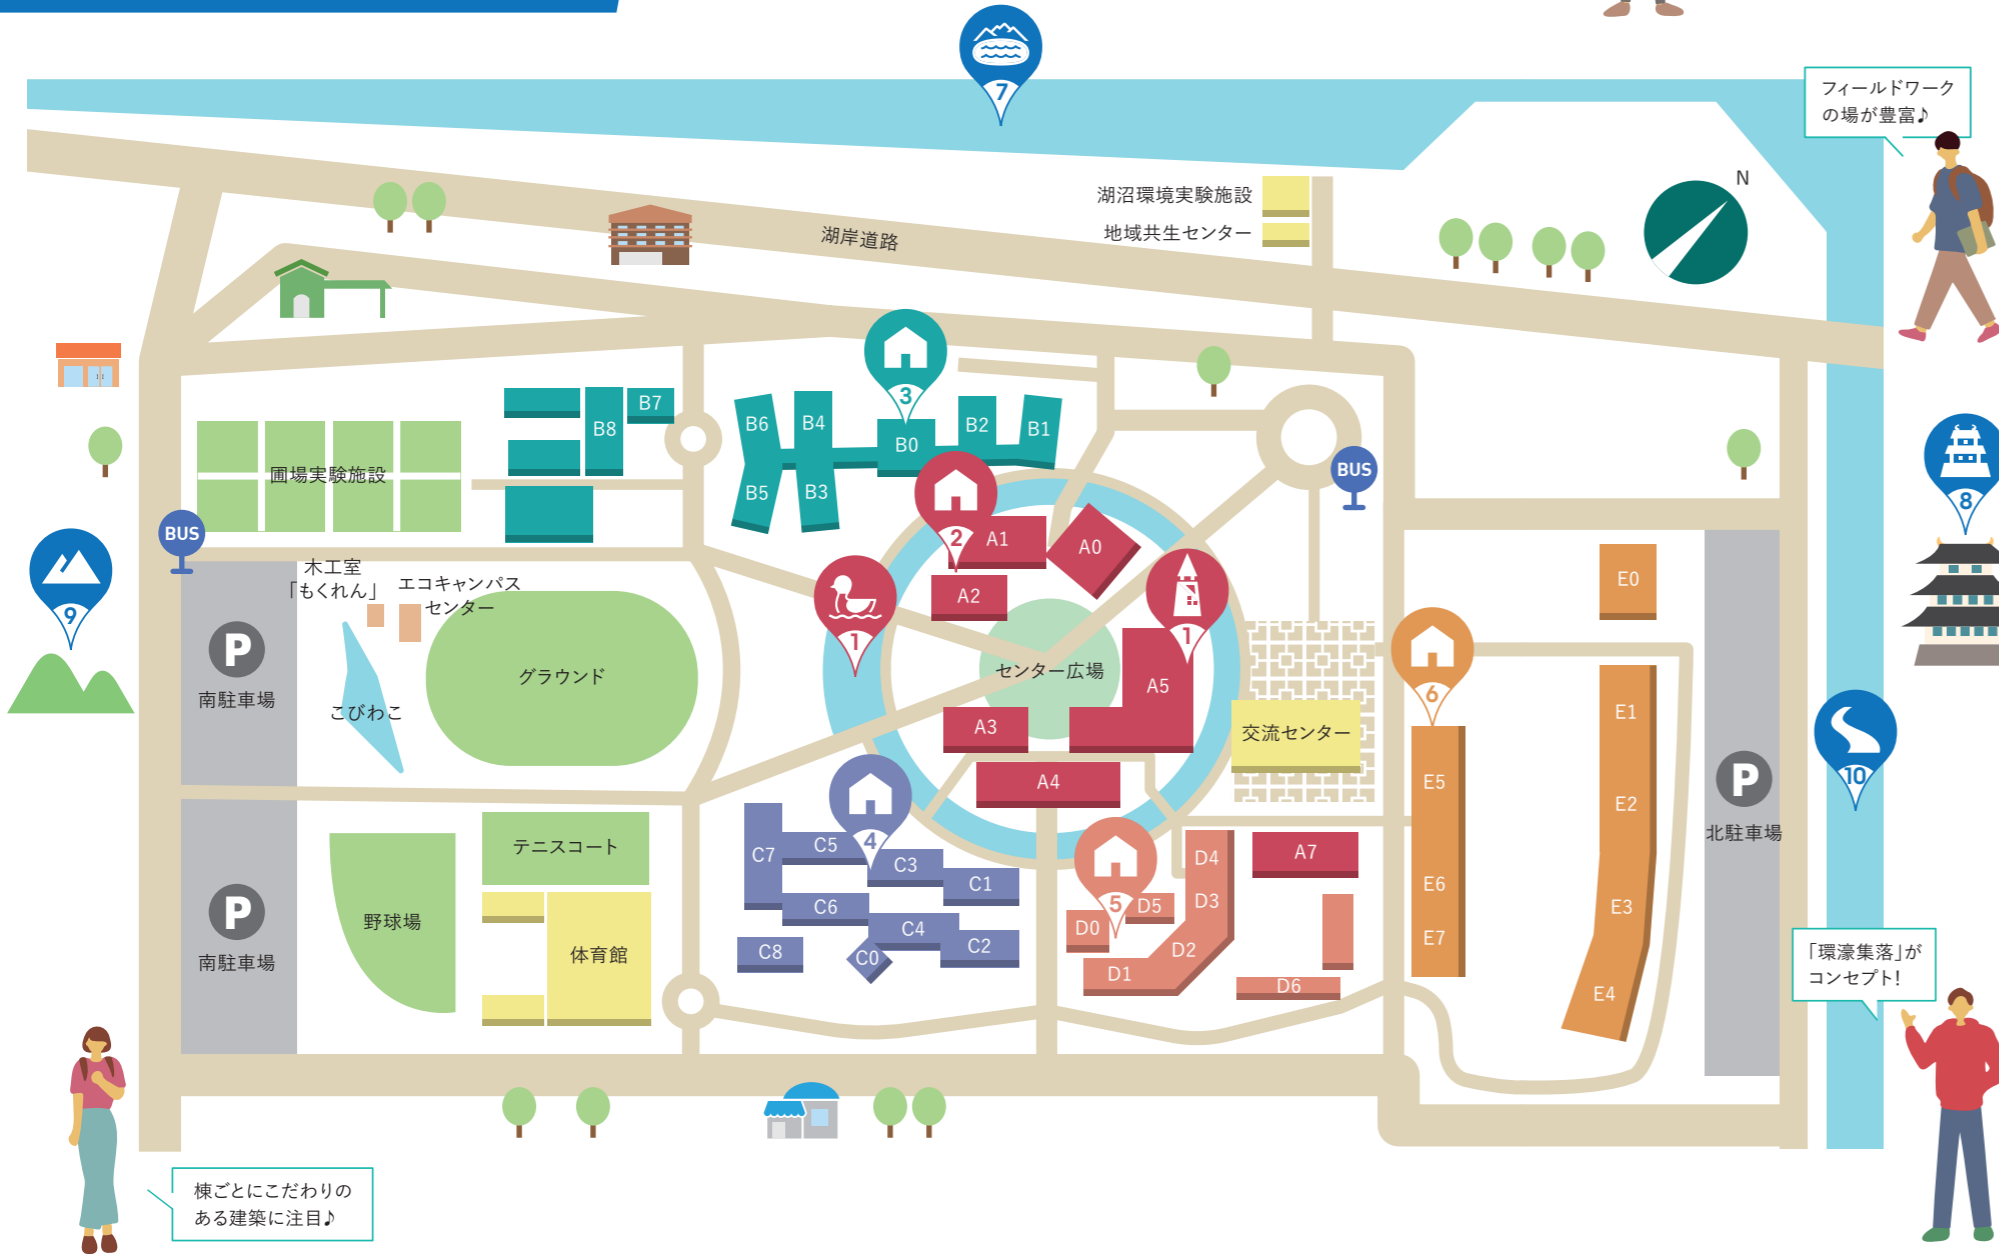 7
フィールドワーク
の場が豊富♪
N
湖沼環境実験施設
地域共生センター
湖岸道路
3
B7
B8
B6
B4
B0
B2
B1
B5
B3
圃場実験施設
BUS
BUS
8
9
木工室
「もくれん」
エコキャンパス
センター
2
A1
A0
A2
1
1
E0
P
南駐車場
こびわこ
グラウンド
センター広場
A5
A3
A4
交流センター
6
E1
E5
E2
P
北駐車場
10
テニスコート
野球場
体育館
P
南駐車場
4
C7
C5
C3
C1
C6
C4
C2
C8
C0
5
D4
D3
D5
D0
D2
D1
D6
A7
E6
E3
E7
E4
「環濠集落」が
コンセプト!
棟ごとにこだわりの
ある建築に注目♪